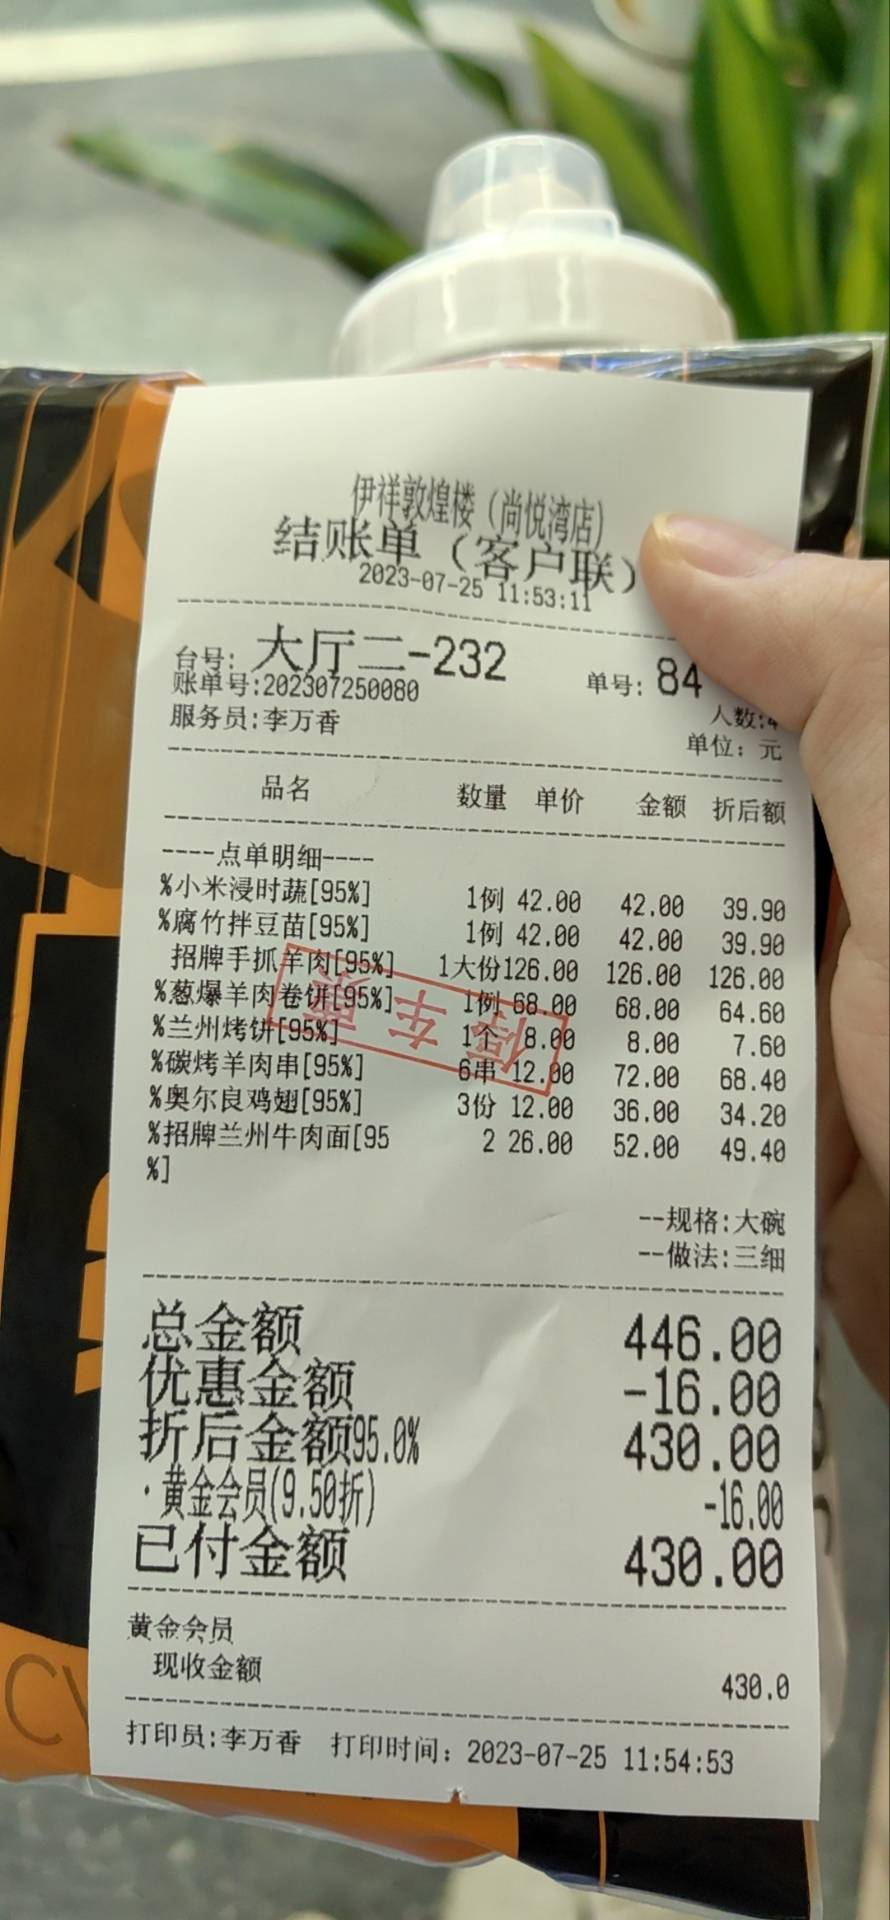 伊祥敦煌楼（尚悦湾店）
结账单（客户联）
2023-07-25 11:53:11
台号: 大厅二-232 单号: 84
账单号:202307250080 人数:4
服务员:李万香 单位: 元
品名 数量 单价 金额 折后额
----点单明细----
%小米浸时蔬[95%] 1例 42.00 42.00 39.90
%腐竹拌豆苗[95%] 1例 42.00 42.00 39.90
招牌手抓羊肉[95%] 1大份126.00 126.00 126.00
%葱爆羊肉卷饼[95%] 1例 68.00 68.00 64.60
%兰州烤饼[95%] 1个 8.00 8.00 7.60
%碳烤羊肉串[95%] 6串 12.00 72.00 68.40
%奥尔良鸡翅[95%] 3份 12.00 36.00 34.20
%招牌兰州牛肉面[95 2 26.00 52.00 49.40
%]
停车票
--规格:大碗
--做法:三细
总金额 446.00
优惠金额 -16.00
折后金额95.0% 430.00
·黄金会员(9.50折) -16.00
已付金额 430.00
黄金会员
现收金额 430.0
打印员:李万香 打印时间: 2023-07-25 11:54:53